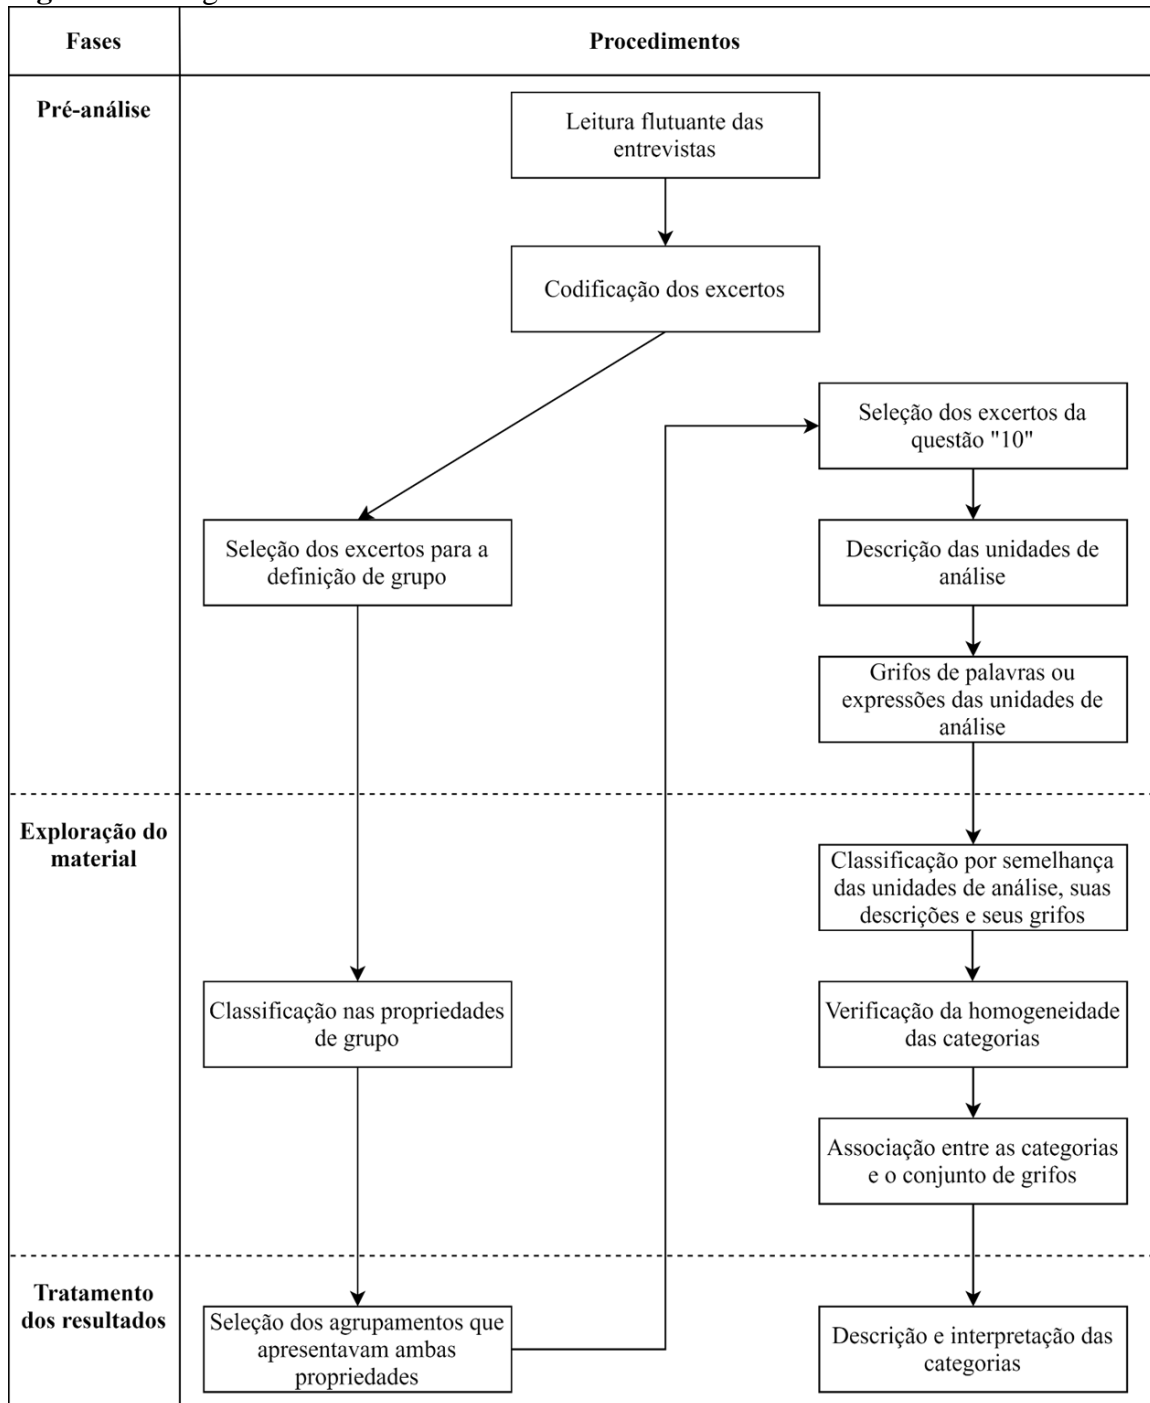 Fases
Procedimentos
Pré-análise
Leitura flutuante das
entrevistas
Codificação dos excertos
Seleção dos excertos da
questão "10"
Seleção dos excertos para a
definição de grupo
Descrição das unidades de
análise
Grifos de palavras ou
expressões das unidades de
análise
Exploração do
material
Classificação por semelhança
das unidades de análise, suas
descrições e seus grifos
Classificação nas propriedades
de grupo
Verificação da homogeneidade
das categorias
Associação entre as categorias
e o conjunto de grifos
Tratamento
dos resultados
Seleção dos agrupamentos que
apresentavam ambas
propriedades
Descrição e interpretação das
categorias